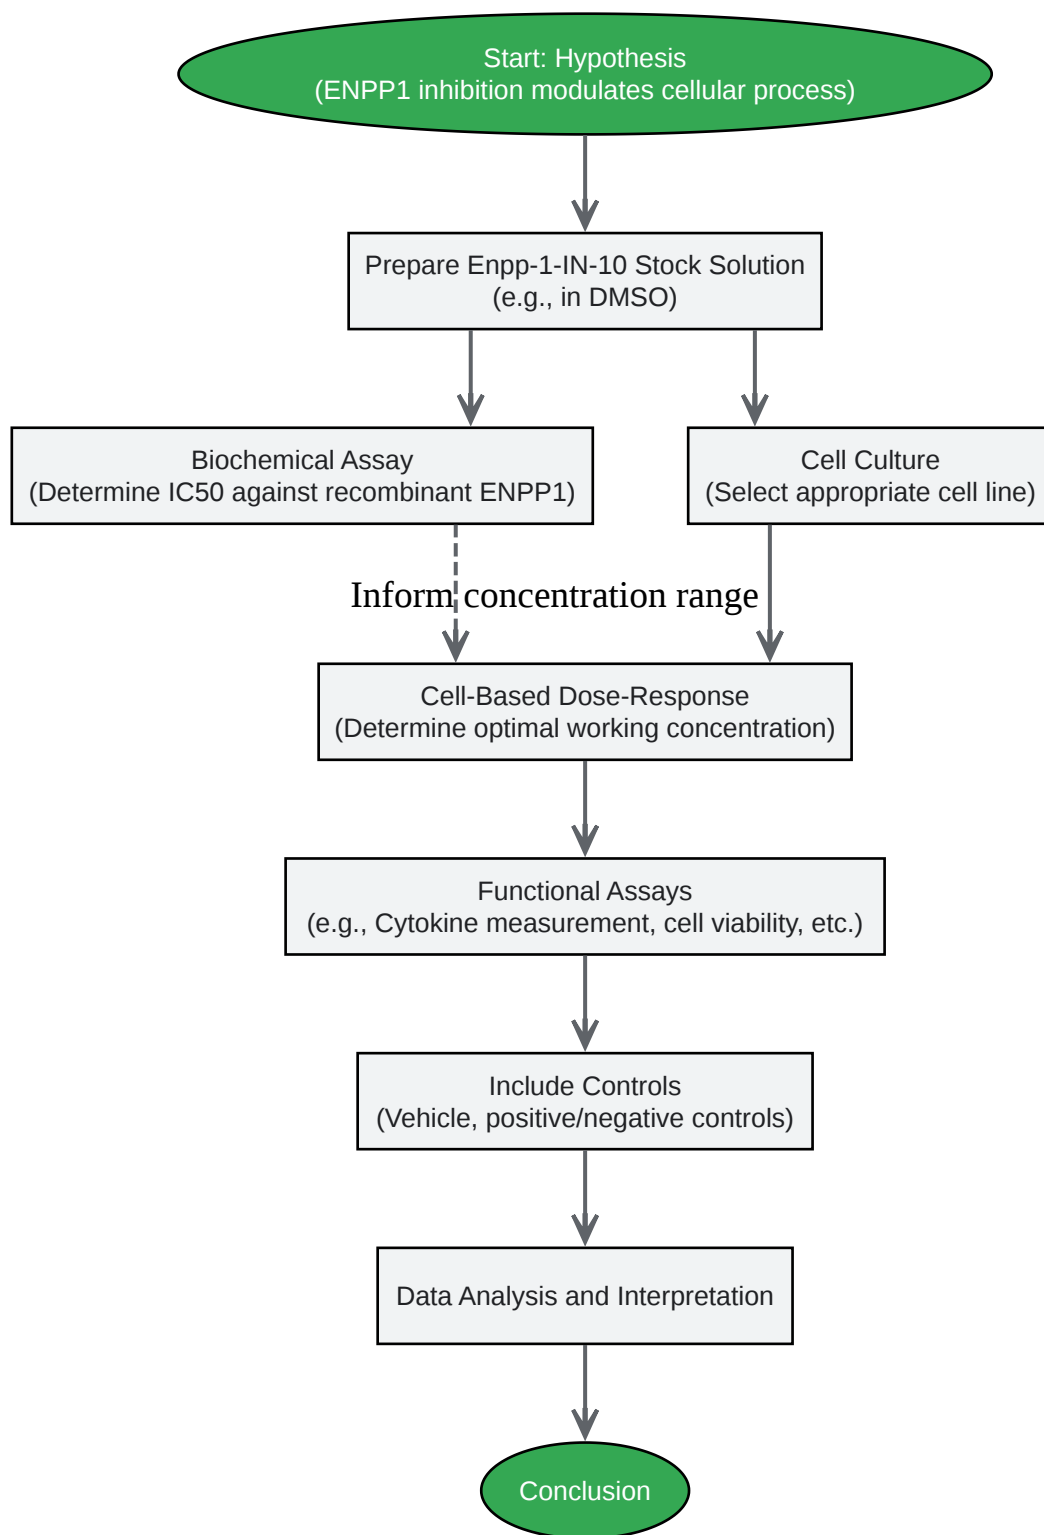 Start: Hypothesis
(ENPP1 inhibition modulates cellular process)
Prepare Enpp-1-IN-10 Stock Solution
(e.g., in DMSO)
Biochemical Assay
(Determine IC50 against recombinant ENPP1)
Cell Culture
(Select appropriate cell line)
Inform concentration range
Cell-Based Dose-Response
(Determine optimal working concentration)
Functional Assays
(e.g., Cytokine measurement, cell viability, etc.)
Include Controls
(Vehicle, positive/negative controls)
Data Analysis and Interpretation
Conclusion